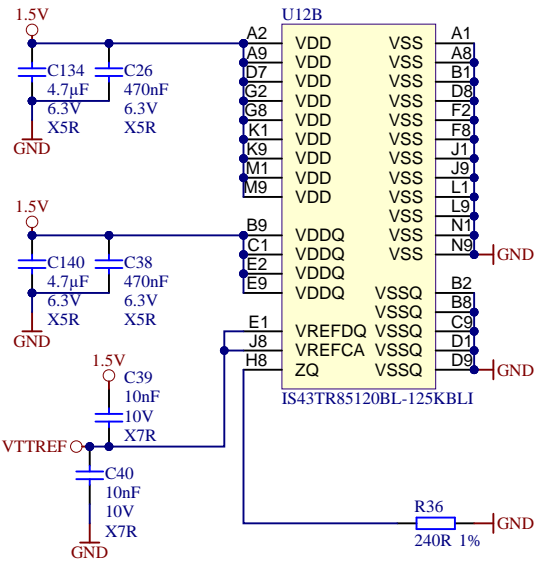 1.5V
U12B
A2 VDD VSS A1
C134 C26 A9 VDD VSS A8
4.7µF 470nF D7 VDD VSS B1
6.3V 6.3V G2 VDD VSS D8
X5R X5R G8 VDD VSS F2
K1 VDD VSS F8
GND K9 VDD VSS J1
M1 VDD VSS J9
M9 VDD VSS L1
VSS L9
1.5V
B9 VDDQ VSS N1
C140 C38 C1 VDDQ VSS N9 GND
4.7µF 470nF E2 VDDQ
6.3V 6.3V E9 VDDQ VSSQ B2
X5R X5R VSSQ B8
GND E1 VREFDQ VSSQ C9
J8 VREFCA VSSQ D1
1.5V H8 ZQ VSSQ D9 GND
C39
10nF IS43TR85120BL-125KBLI
10V
X7R
VTTREF
C40
10nF
10V
X7R
GND
R36
GND
240R 1%